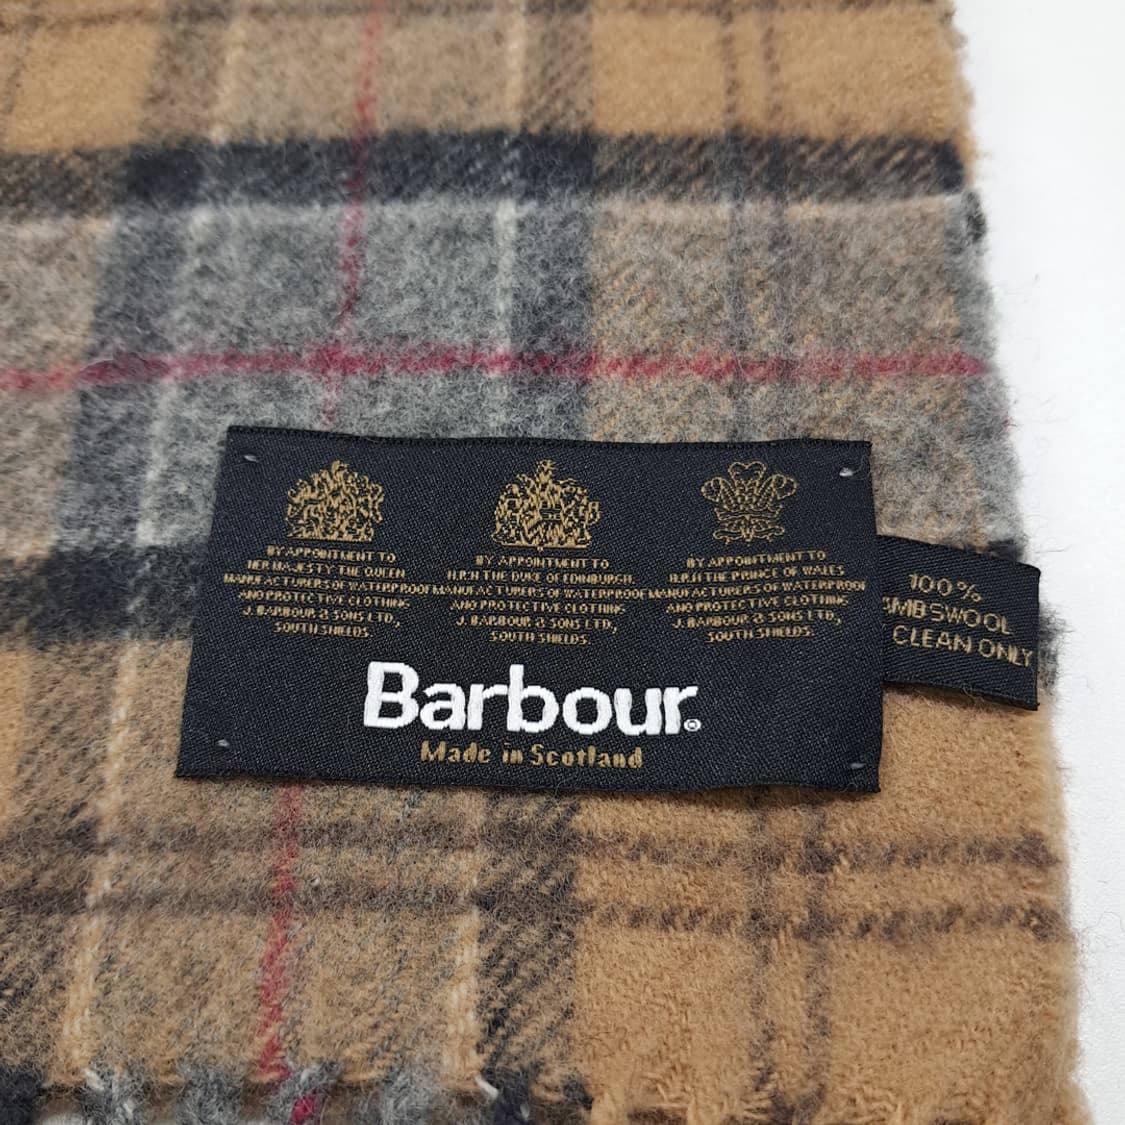 BY APPOINTMENT TO
HER MAJESTY THE QUEEN
MANUFACTURERS OF WATERPROOF
AND PROTECTIVE CLOTHING
J. BARBOUR & SONS LTD,
SOUTH SHIELDS.
BY APPOINTMENT TO
H.R.H THE DUKE OF EDINBURGH,
MANUFACTURERS OF WATERPROOF
AND PROTECTIVE CLOTHING
J. BARBOUR & SONS LTD,
SOUTH SHIELDS.
BY APPOINTMENT TO
H.R.H THE PRINCE OF WALES
MANUFACTURERS OF WATERPROOF
AND PROTECTIVE CLOTHING
J. BARBOUR & SONS LTD,
SOUTH SHIELDS.
Barbour®
Made in Scotland
100%
MBSWOOL
CLEAN ONLY